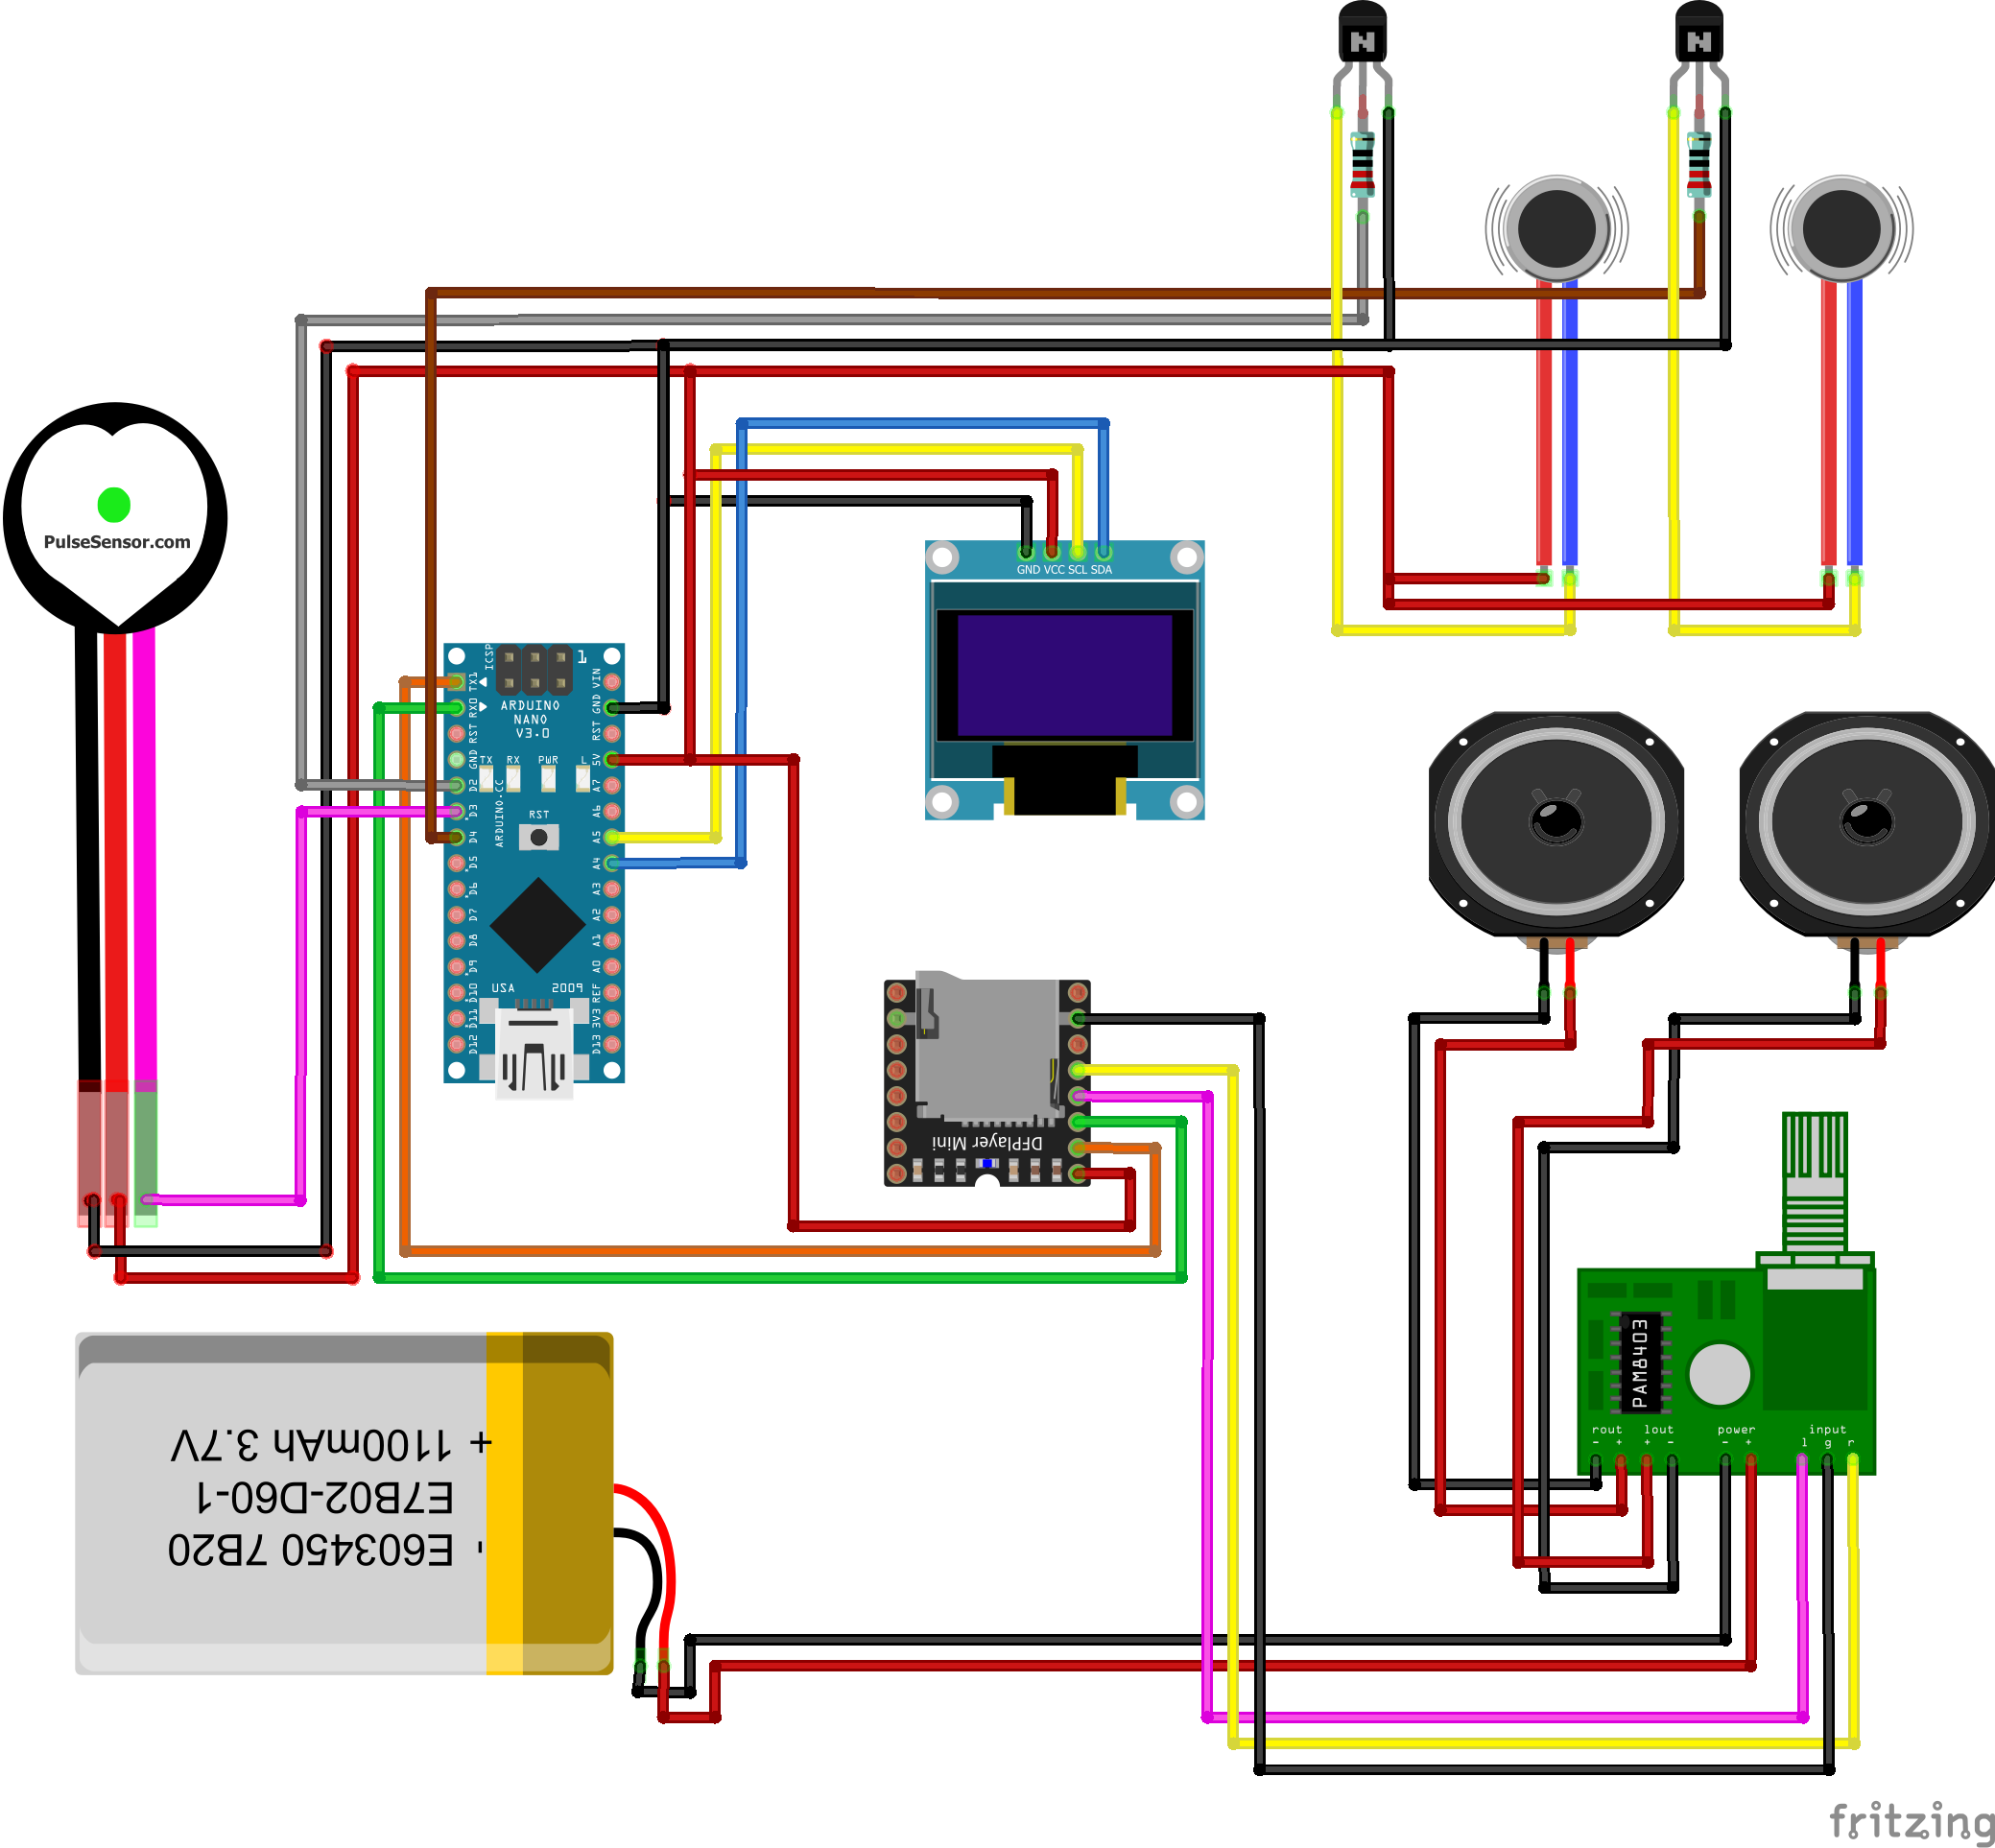 N
N
PulseSensor.com
GND VCC SCL SDA
ICSP
1
ARDUINO
NANO
V3.0
TX1
RX0
RST
GND
D2
D3
D4
D5
D6
D7
D8
D9
D10
D11
D12
VIN
GND
RST
5V
A7
A6
A5
A4
A3
A2
A1
A0
REF
3V3
D13
TX RX PWR L
RST
ARDUINO.CC
USA 2009
DFPlayer Mini
PAM8403
rout lout power input
- + + - - + l g r
+ 1100mAh 3.7V
E7B02-D60-1
- E603450 7B20
fritzing